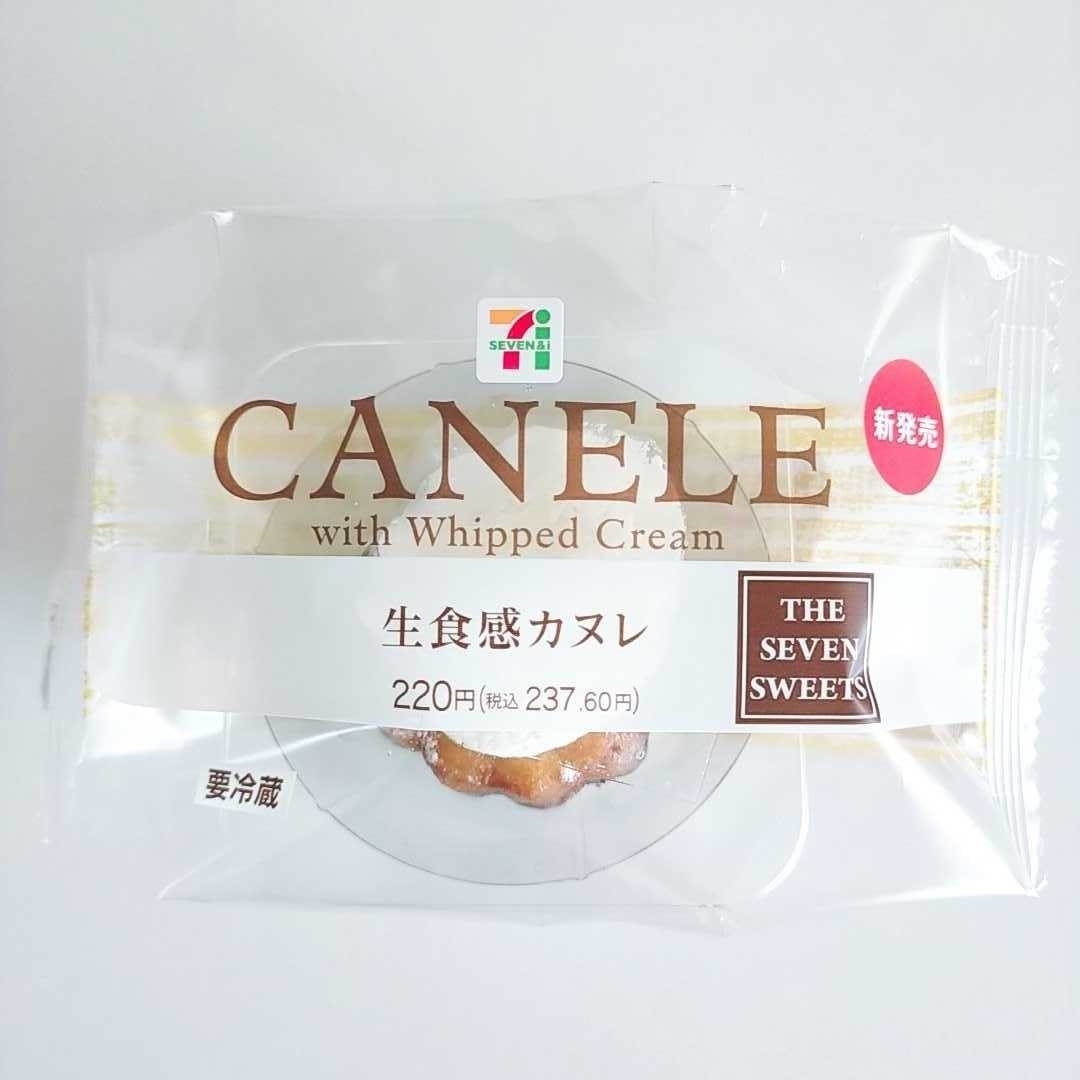 SEVEN&i
CANELE
新発売
with Whipped Cream
生食感カヌレ
220円(税込 237.60円)
THE
SEVEN
SWEETS
要冷蔵